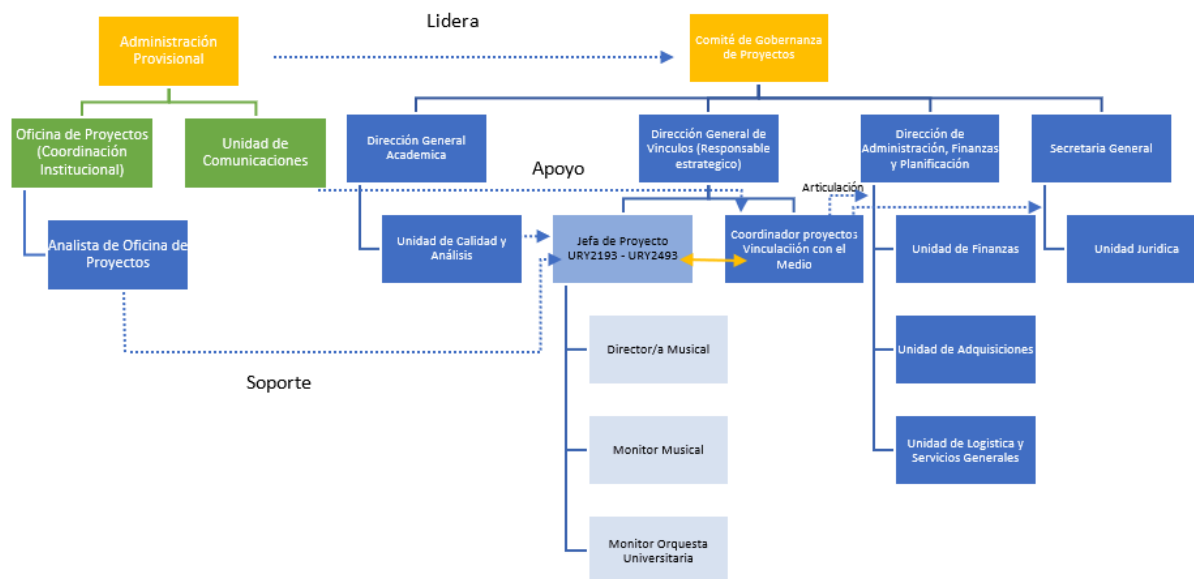 Lidera
Administración
Provisional
Comité de Gobernanza
de Proyectos
Oficina de Proyectos
(Coordinación
Institucional)
Unidad de
Comunicaciones
Dirección General
Academica
Dirección General de
Vinculos (Responsable
estrategico)
Dirección de
Administración, Finanzas
y Planificación
Secretaria General
Apoyo
Articulación
Analista de Oficina de
Proyectos
Unidad de Calidad y
Análisis
Jefa de Proyecto
URY2193 - URY2493
Coordinador proyectos
Vinculaciión con el
Medio
Unidad de Finanzas
Unidad Juridica
Director/a Musical
Unidad de Adquisiciones
Soporte
Monitor Musical
Unidad de Logistica y
Servicios Generales
Monitor Orquesta
Universitaria